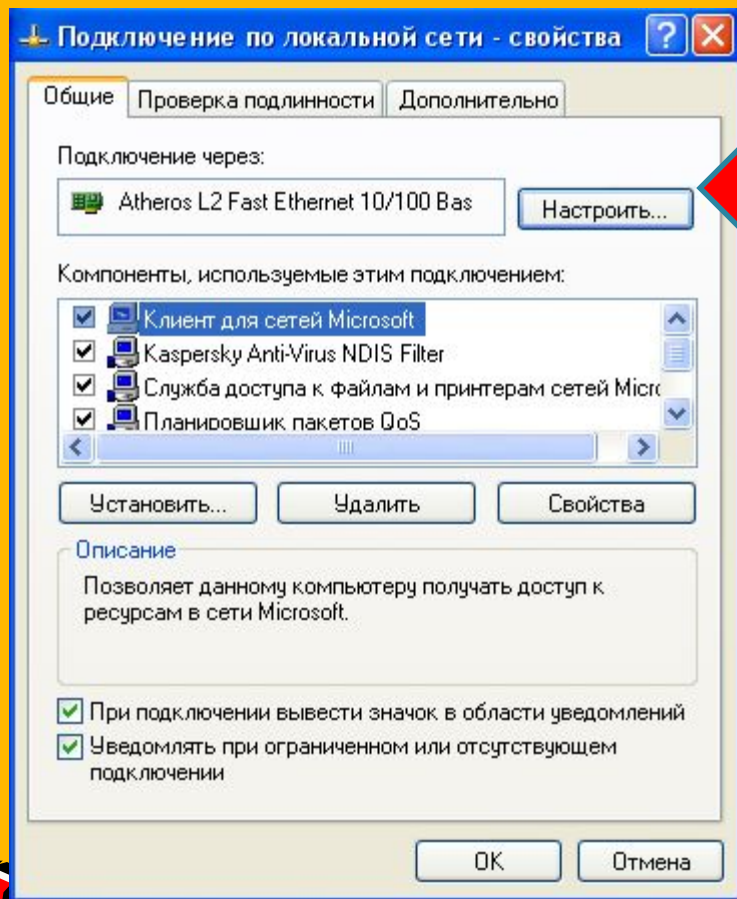 Подключение по локальной сети - свойства
Общие Проверка подлинности Дополнительно
Подключение через:
Atheros L2 Fast Ethernet 10/100 Bas Настроить...
Компоненты, используемые этим подключением:
Клиент для сетей Microsoft
Kaspersky Anti-Virus NDIS Filter
Служба доступа к файлам и принтерам сетей Micro
Планировщик пакетов QoS
Установить... Удалить Свойства
Описание
Позволяет данному компьютеру получать доступ к
ресурсам в сети Microsoft.
При подключении вывести значок в области уведомлений
Уведомлять при ограниченном или отсутствующем
подключении
OK Отмена